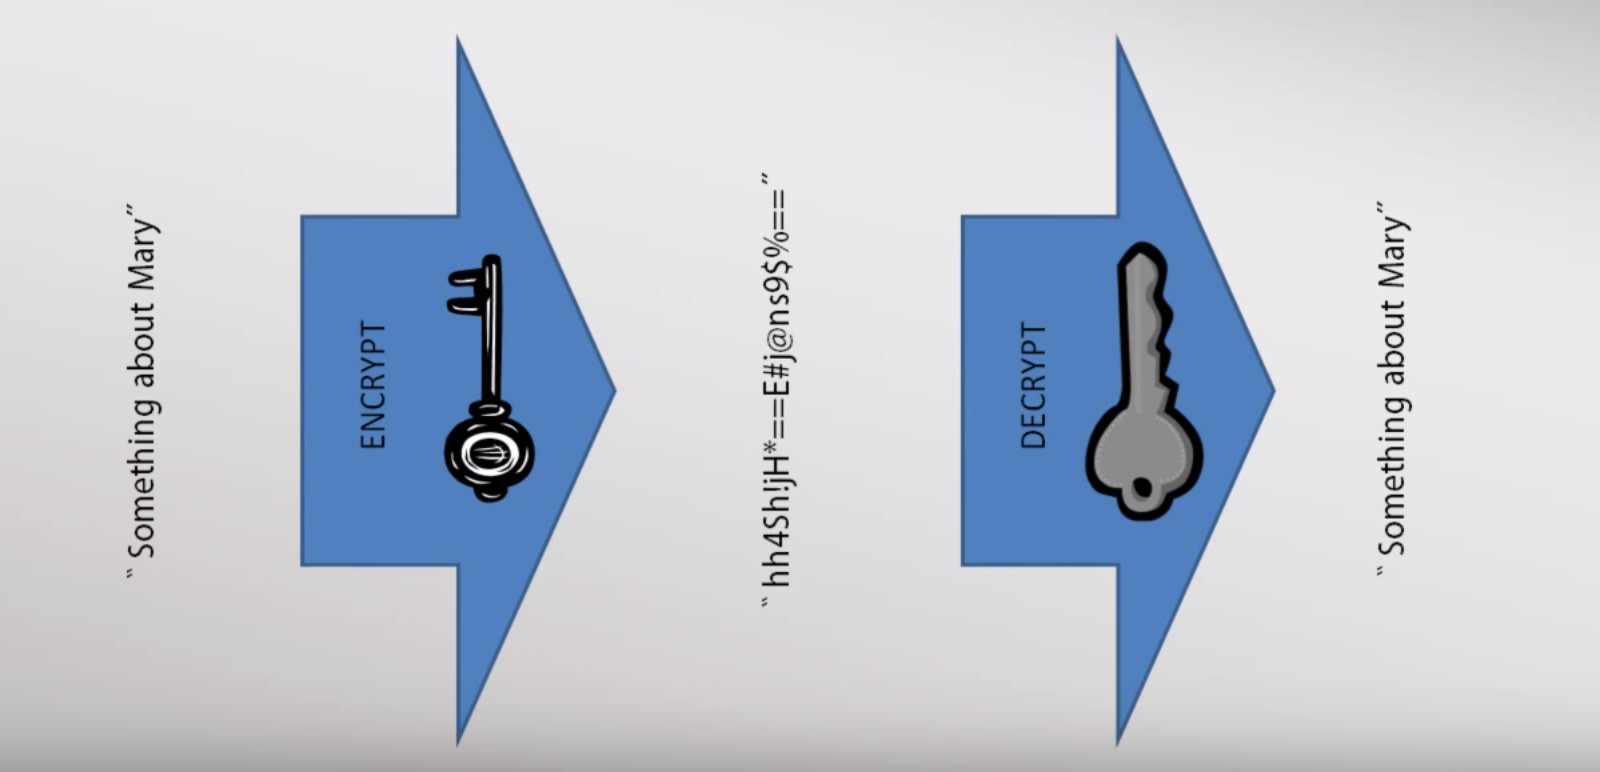 “ Something about Mary”
ENCRYPT
“ hh4Sh!jH*==E#j@ns9$%==”
DECRYPT
“ Something about Mary”